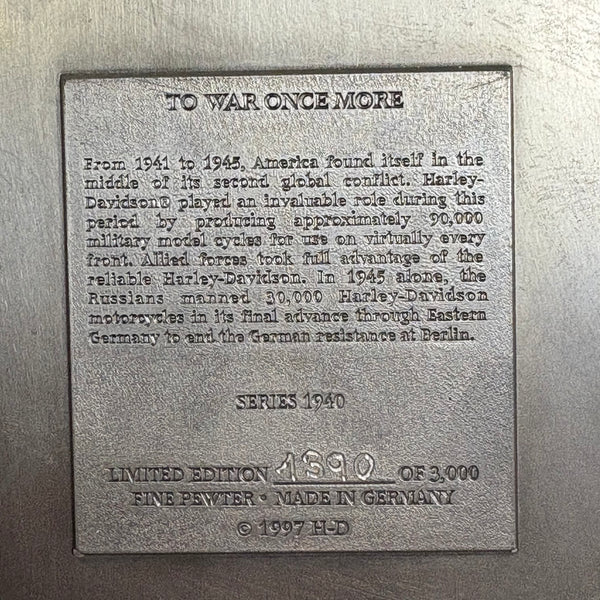 TO WAR ONCE MORE
From 1941 to 1945, America found itself in the
middle of its second global conflict. Harley-
Davidson® played an invaluable role during this
period by producing approximately 90,000
military model cycles for use on virtually every
front. Allied forces took full advantage of the
reliable Harley-Davidson. In 1945 alone, the
Russians manned 30,000 Harley-Davidson
motorcycles in its final advance through Eastern
Germany to end the German resistance at Berlin.
SERIES 1940
LIMITED EDITION 1890 OF 3,000
FINE PEWTER • MADE IN GERMANY
© 1997 H-D